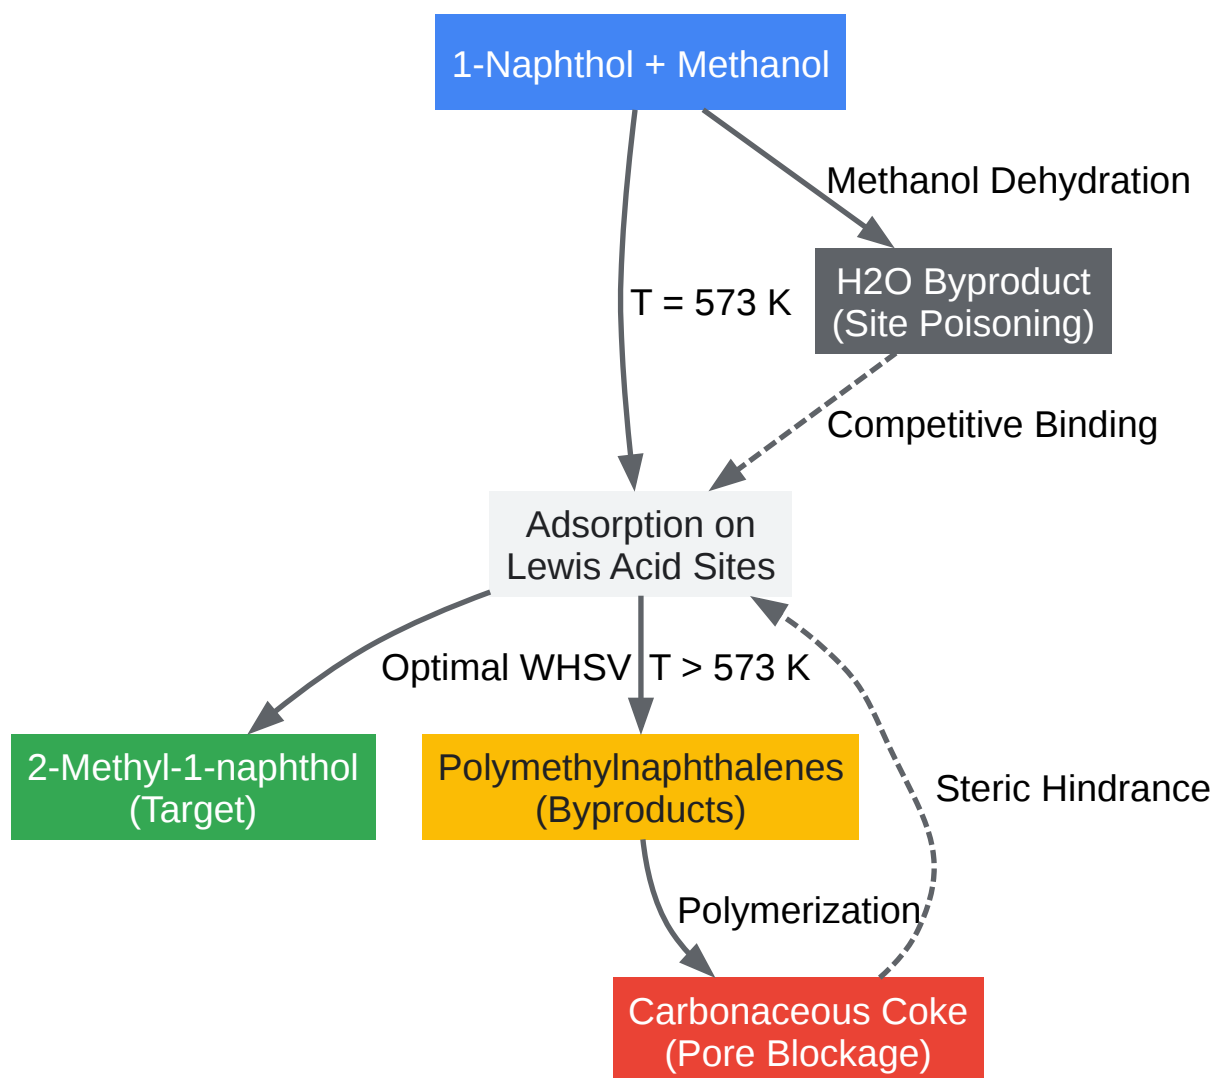 1-Naphthol + Methanol
Methanol Dehydration
H2O Byproduct
(Site Poisoning)
T = 573 K
Competitive Binding
Adsorption on
Lewis Acid Sites
Optimal WHSV
T > 573 K
2-Methyl-1-naphthol
(Target)
Polymethylnaphthalenes
(Byproducts)
Steric Hindrance
Polymerization
Carbonaceous Coke
(Pore Blockage)